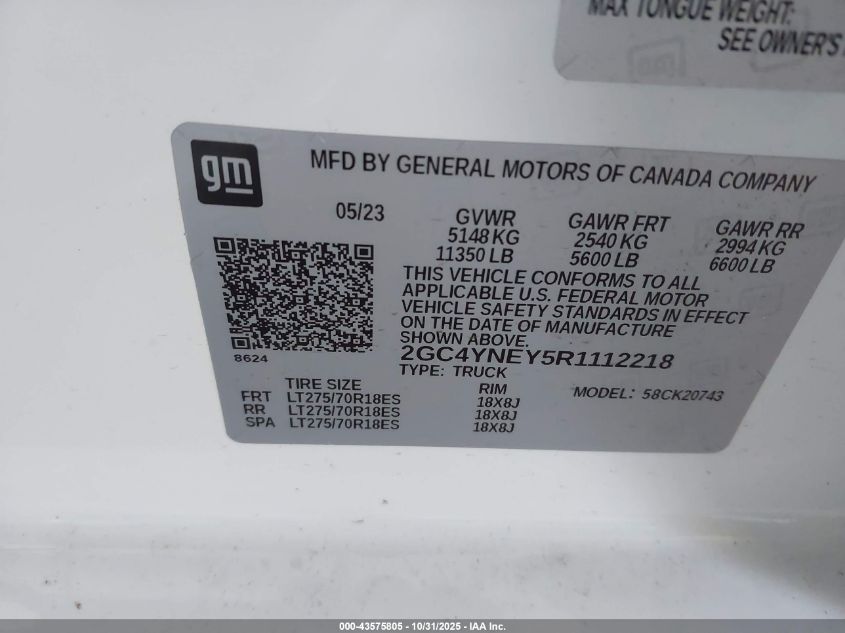 MAX TONGUE WEIGHT:
SEE OWNER'S
gm
MFD BY GENERAL MOTORS OF CANADA COMPANY
05/23
GVWR
5148 KG
11350 LB
GAWR FRT
2540 KG
5600 LB
GAWR RR
2994 KG
6600 LB
THIS VEHICLE CONFORMS TO ALL
APPLICABLE U.S. FEDERAL MOTOR
VEHICLE SAFETY STANDARDS IN EFFECT
ON THE DATE OF MANUFACTURE
SHOWN ABOVE.
8624
2GC4YNEY5R1112218
TYPE: TRUCK
MODEL: 58CK20743
TIRE SIZE RIM
FRT LT275/70R18ES 18X8J
RR LT275/70R18ES 18X8J
SPA LT275/70R18ES 18X8J
000-43575805 - 10/31/2025 - IAA Inc.